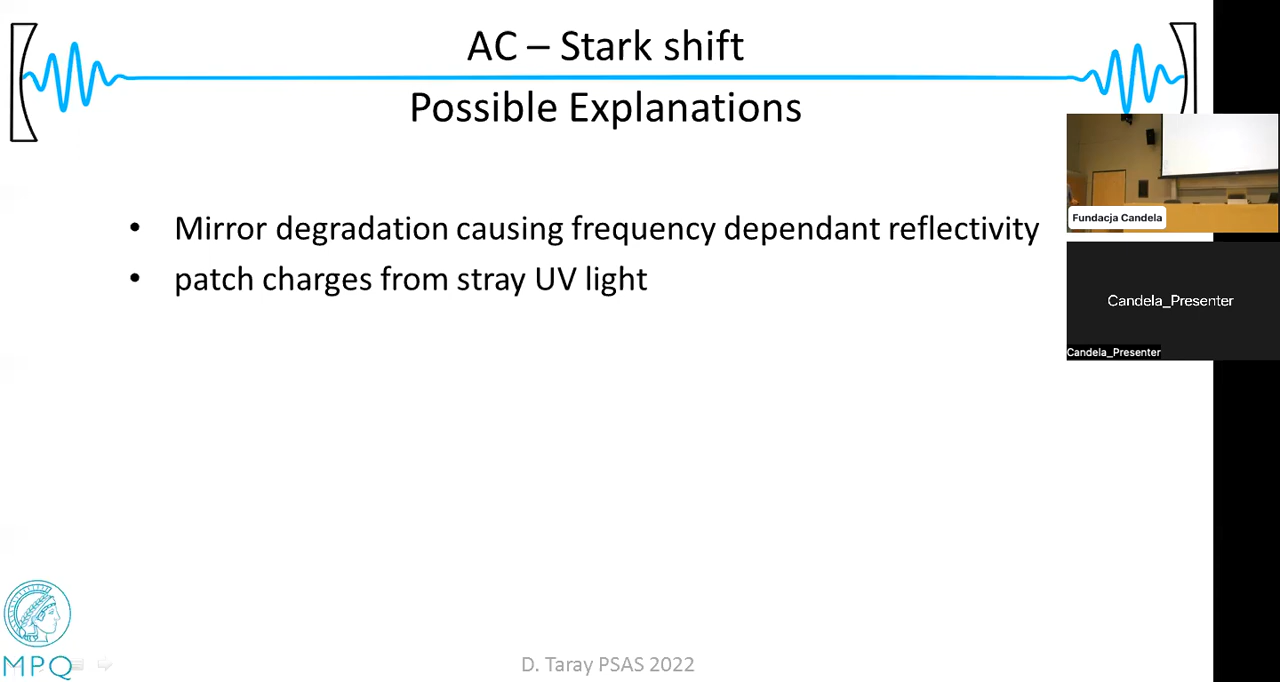 AC – Stark shift
Possible Explanations
• Mirror degradation causing frequency dependant reflectivity
• patch charges from stray UV light
Fundacja Candela
Candela_Presenter
Candela_Presenter
MPQ
D. Taray PSAS 2022